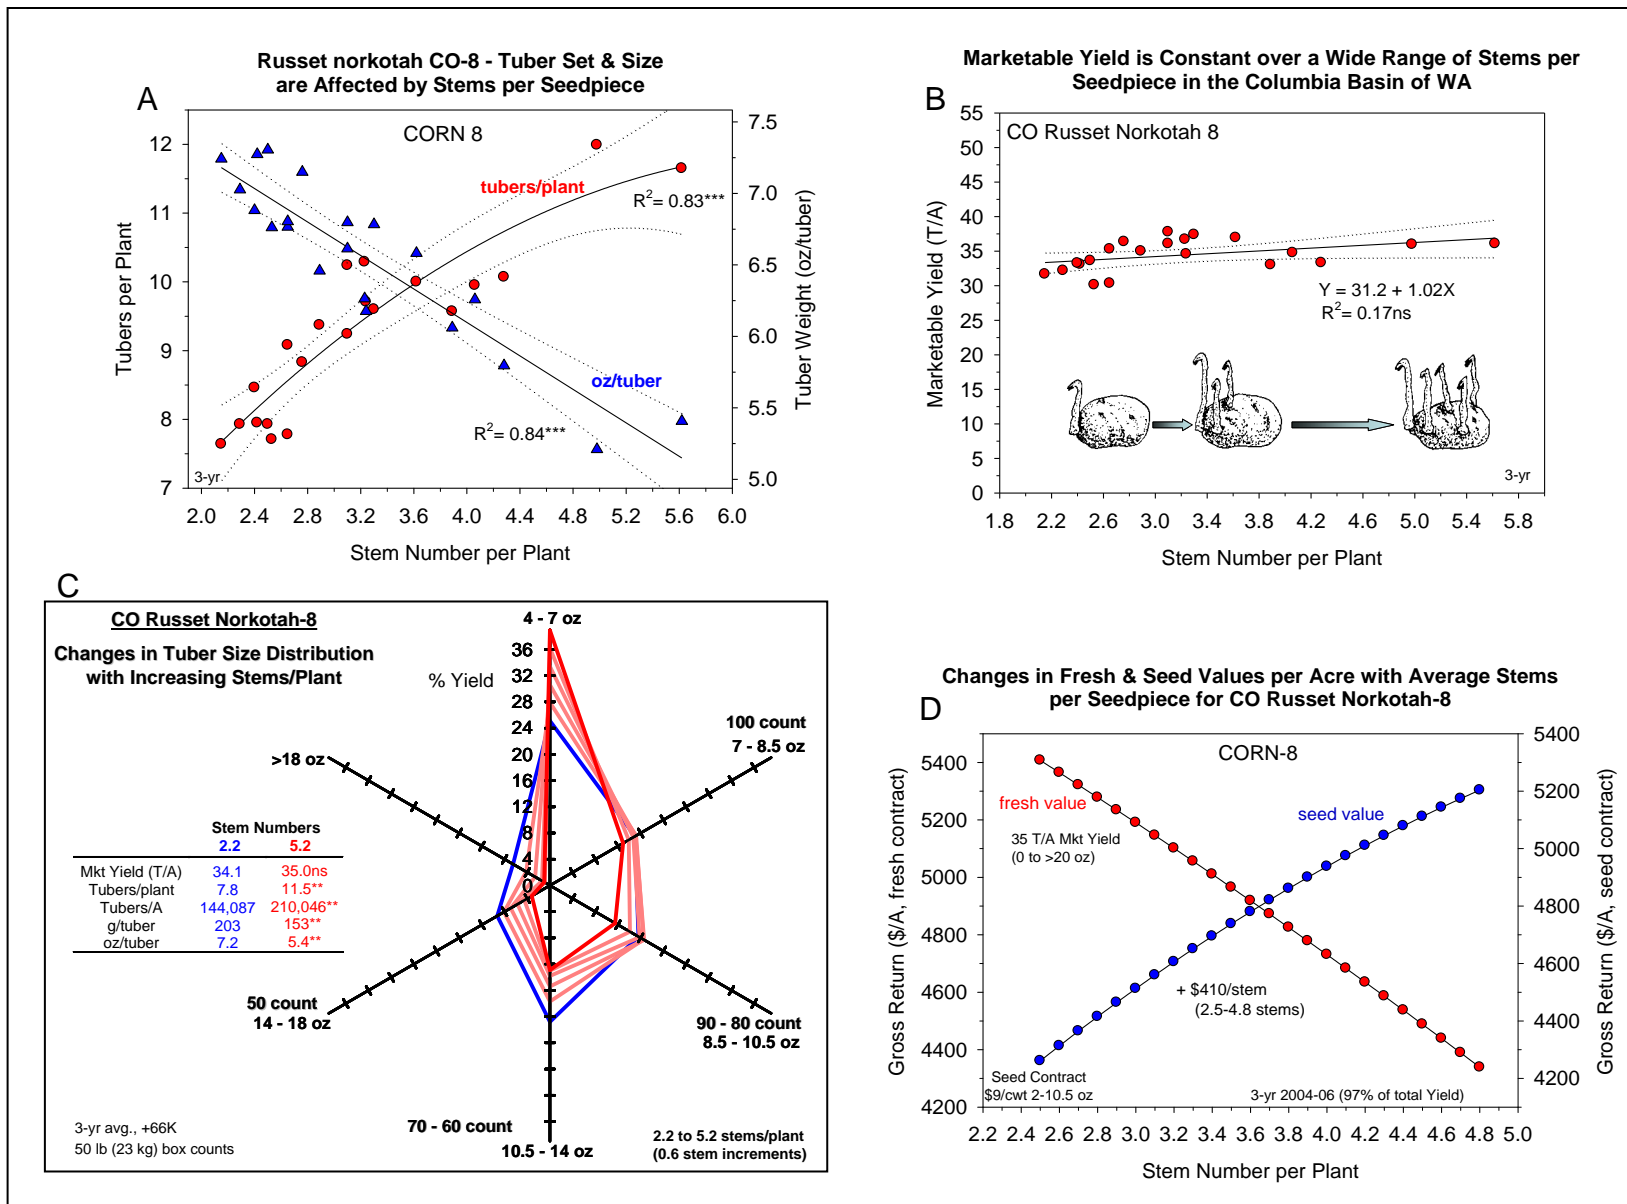 Russet norkotah CO-8 - Tuber Set & Size
are Affected by Stems per Seedpiece
A
CORN 8
tubers/plant
R²= 0.83***
oz/tuber
R²= 0.84***
3-yr
Tubers per Plant
12
11
10
9
8
7
Tuber Weight (oz/tuber)
7.5
7.0
6.5
6.0
5.5
5.0
2.0 2.4 2.8 3.2 3.6 4.0 4.4 4.8 5.2 5.6 6.0
Stem Number per Plant
Marketable Yield is Constant over a Wide Range of Stems per
Seedpiece in the Columbia Basin of WA
B
CO Russet Norkotah 8
Marketable Yield (T/A)
55
50
45
40
35
30
25
20
15
10
5
0
Y = 31.2 + 1.02X
R²= 0.17ns
3-yr
1.8 2.2 2.6 3.0 3.4 3.8 4.2 4.6 5.0 5.4 5.8
Stem Number per Plant
C
CO Russet Norkotah-8
Changes in Tuber Size Distribution
with Increasing Stems/Plant
% Yield
4 - 7 oz
36
32
28
24
20
16
12
8
4
0
100 count
7 - 8.5 oz
90 - 80 count
8.5 - 10.5 oz
70 - 60 count
10.5 - 14 oz
50 count
14 - 18 oz
>18 oz
Stem Numbers
2.2 5.2
Mkt Yield (T/A) 34.1 35.0ns
Tubers/plant 7.8 11.5**
Tubers/A 144,087 210,046**
g/tuber 203 153**
oz/tuber 7.2 5.4**
3-yr avg., +66K
50 lb (23 kg) box counts
2.2 to 5.2 stems/plant
(0.6 stem increments)
Changes in Fresh & Seed Values per Acre with Average Stems
per Seedpiece for CO Russet Norkotah-8
D
CORN-8
fresh value
seed value
35 T/A Mkt Yield
(0 to >20 oz)
+ $410/stem
(2.5-4.8 stems)
Seed Contract
$9/cwt 2-10.5 oz
3-yr 2004-06 (97% of total Yield)
Gross Return ($/A, fresh contract)
5400
5200
5000
4800
4600
4400
4200
Gross Return ($/A, seed contract)
5400
5200
5000
4800
4600
4400
4200
2.2 2.4 2.6 2.8 3.0 3.2 3.4 3.6 3.8 4.0 4.2 4.4 4.6 4.8 5.0
Stem Number per Plant